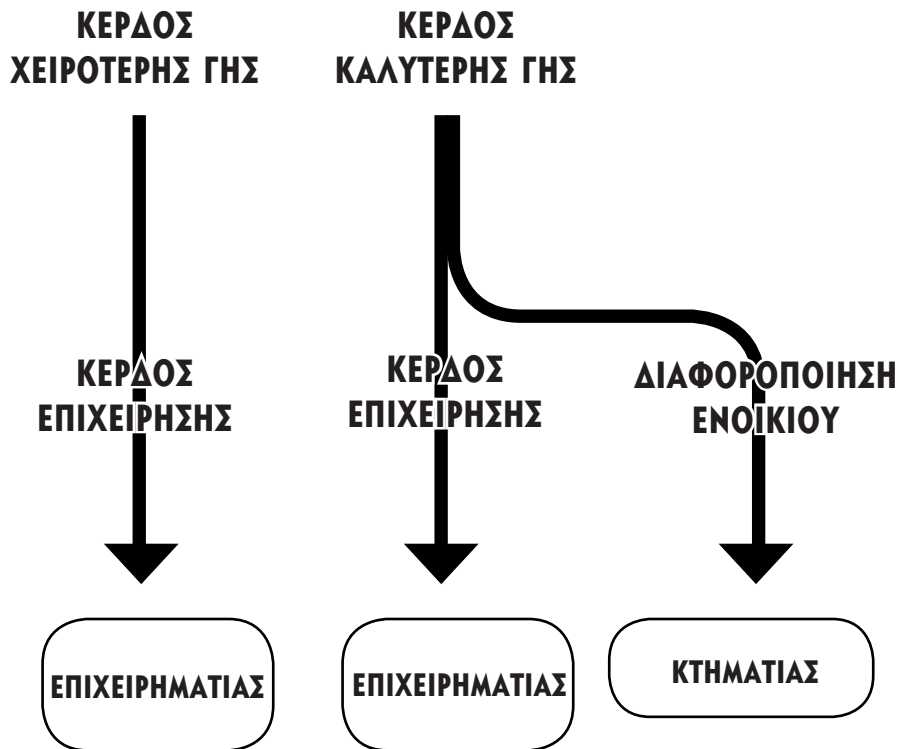 ΚΕΡΔΟΣ
ΧΕΙΡΟΤΕΡΗΣ ΓΗΣ
ΚΕΡΔΟΣ
ΚΑΛΥΤΕΡΗΣ ΓΗΣ
ΚΕΡΔΟΣ
ΕΠΙΧΕΙΡΗΣΗΣ
ΚΕΡΔΟΣ
ΕΠΙΧΕΙΡΗΣΗΣ
ΔΙΑΦΟΡΟΠΟΙΗΣΗ
ΕΝΟΙΚΙΟΥ
ΕΠΙΧΕΙΡΗΜΑΤΙΑΣ
ΕΠΙΧΕΙΡΗΜΑΤΙΑΣ
ΚΤΗΜΑΤΙΑΣ